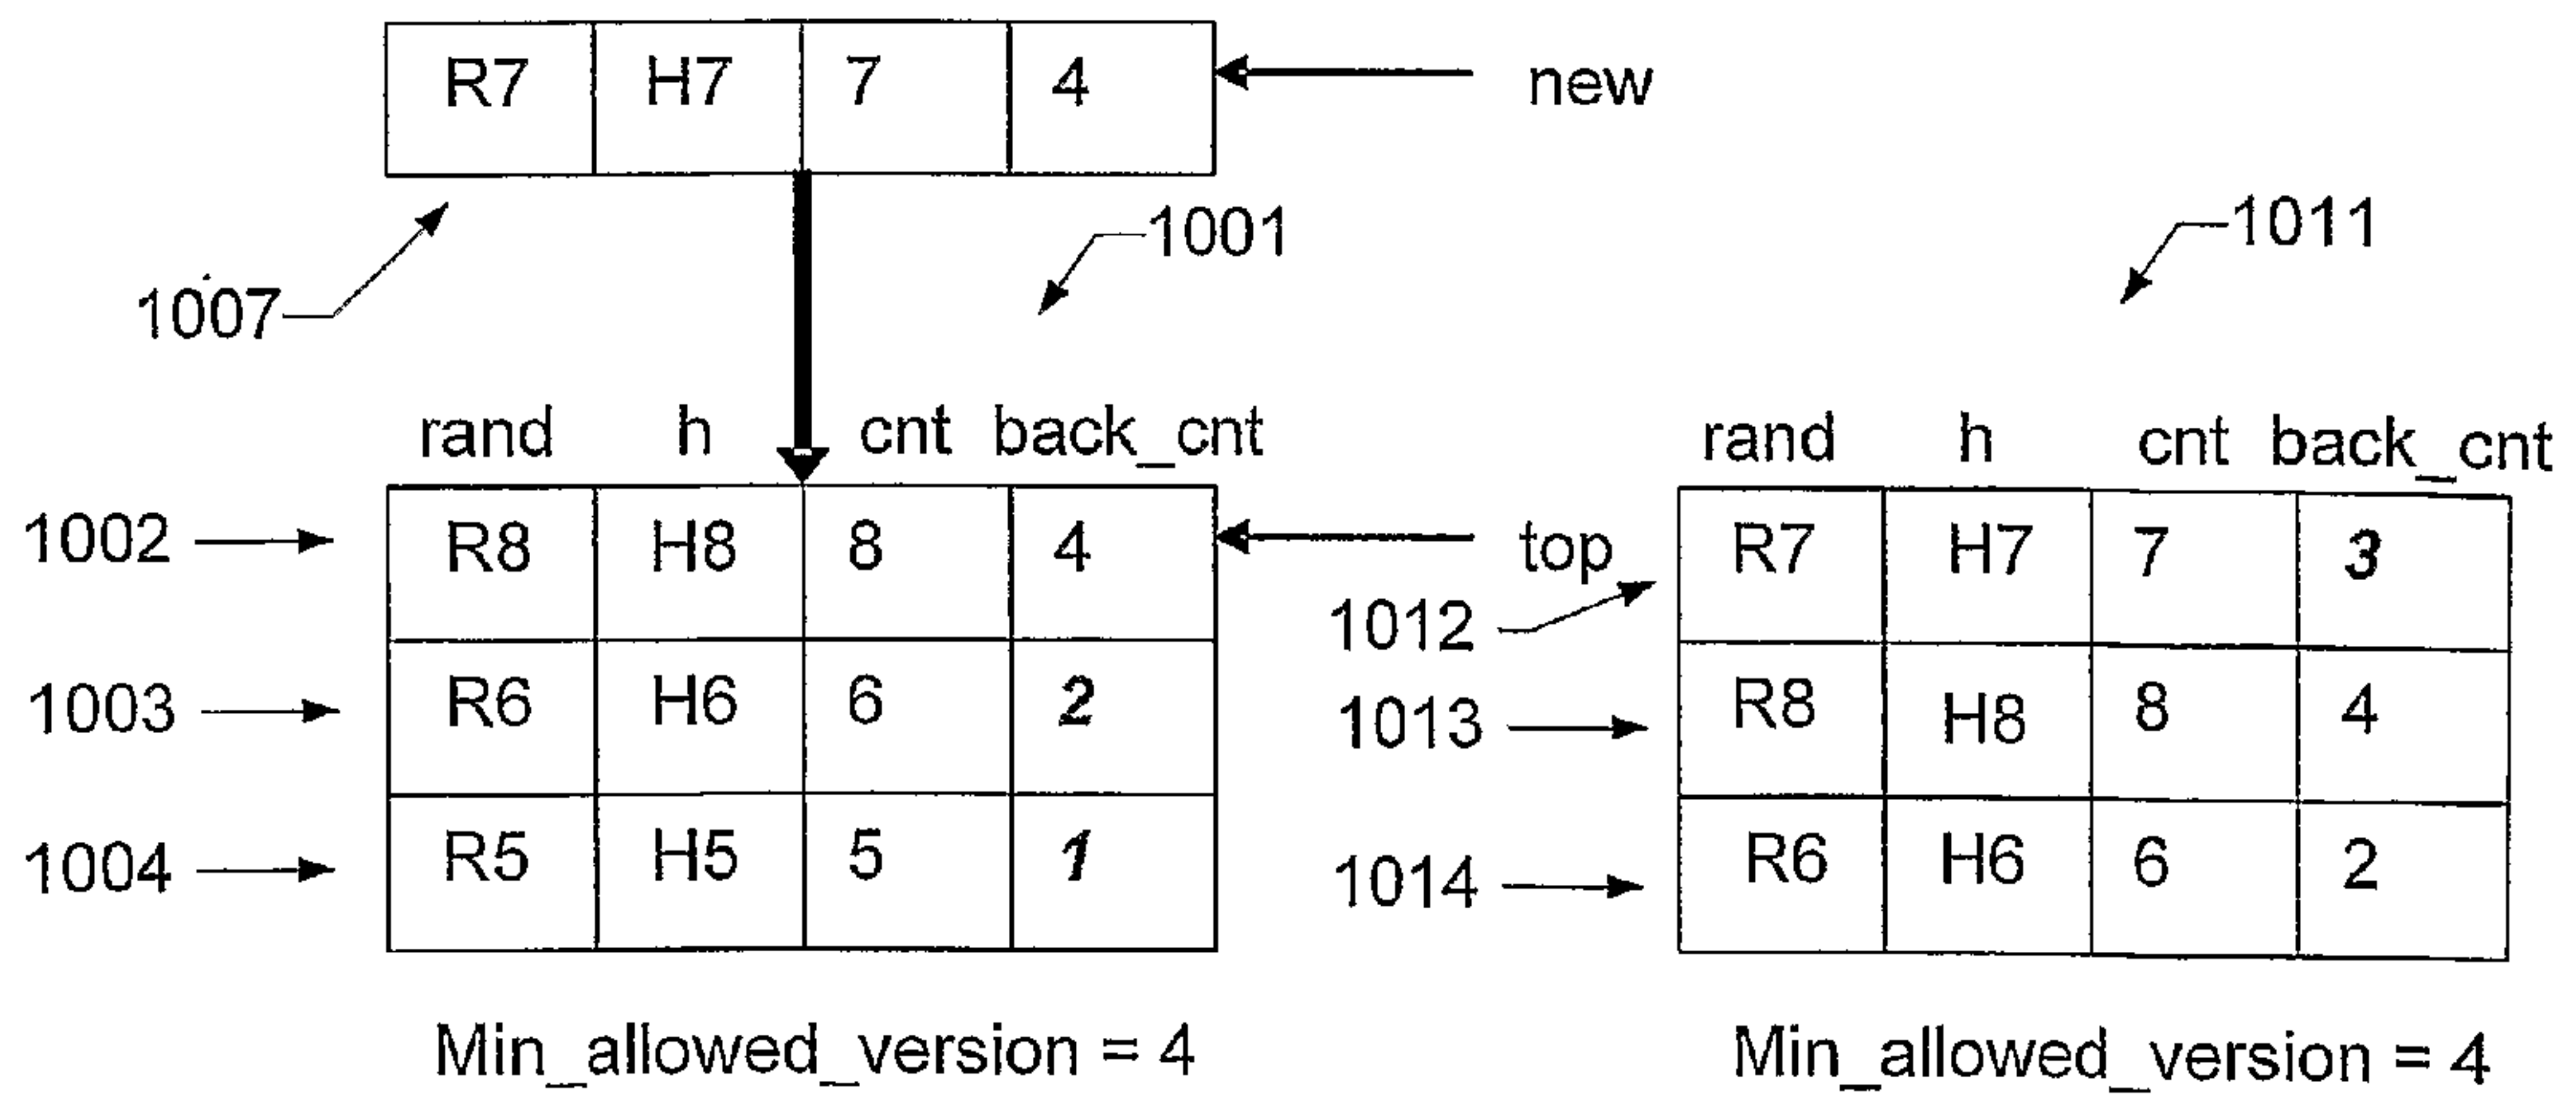 R7 H7 7 4 new
1007 1001 1011
rand h cnt back_cnt rand h cnt back_cnt
1002 R8 H8 8 4 top R7 H7 7 3
1012
1003 R6 H6 6 2 1013 R8 H8 8 4
1004 R5 H5 5 1 1014 R6 H6 6 2
Min_allowed_version = 4 Min_allowed_version = 4